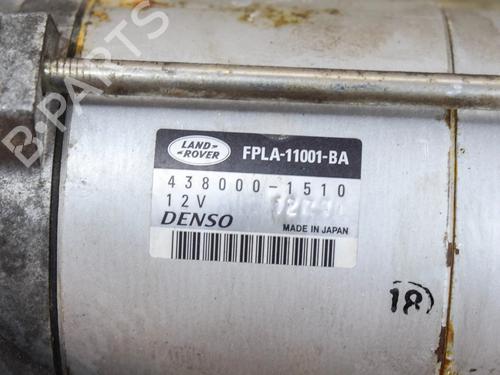 LAND
ROVER
FPLA-11001-BA
438000-1510
12V
DENSO
MADE IN JAPAN
18
B-Parts